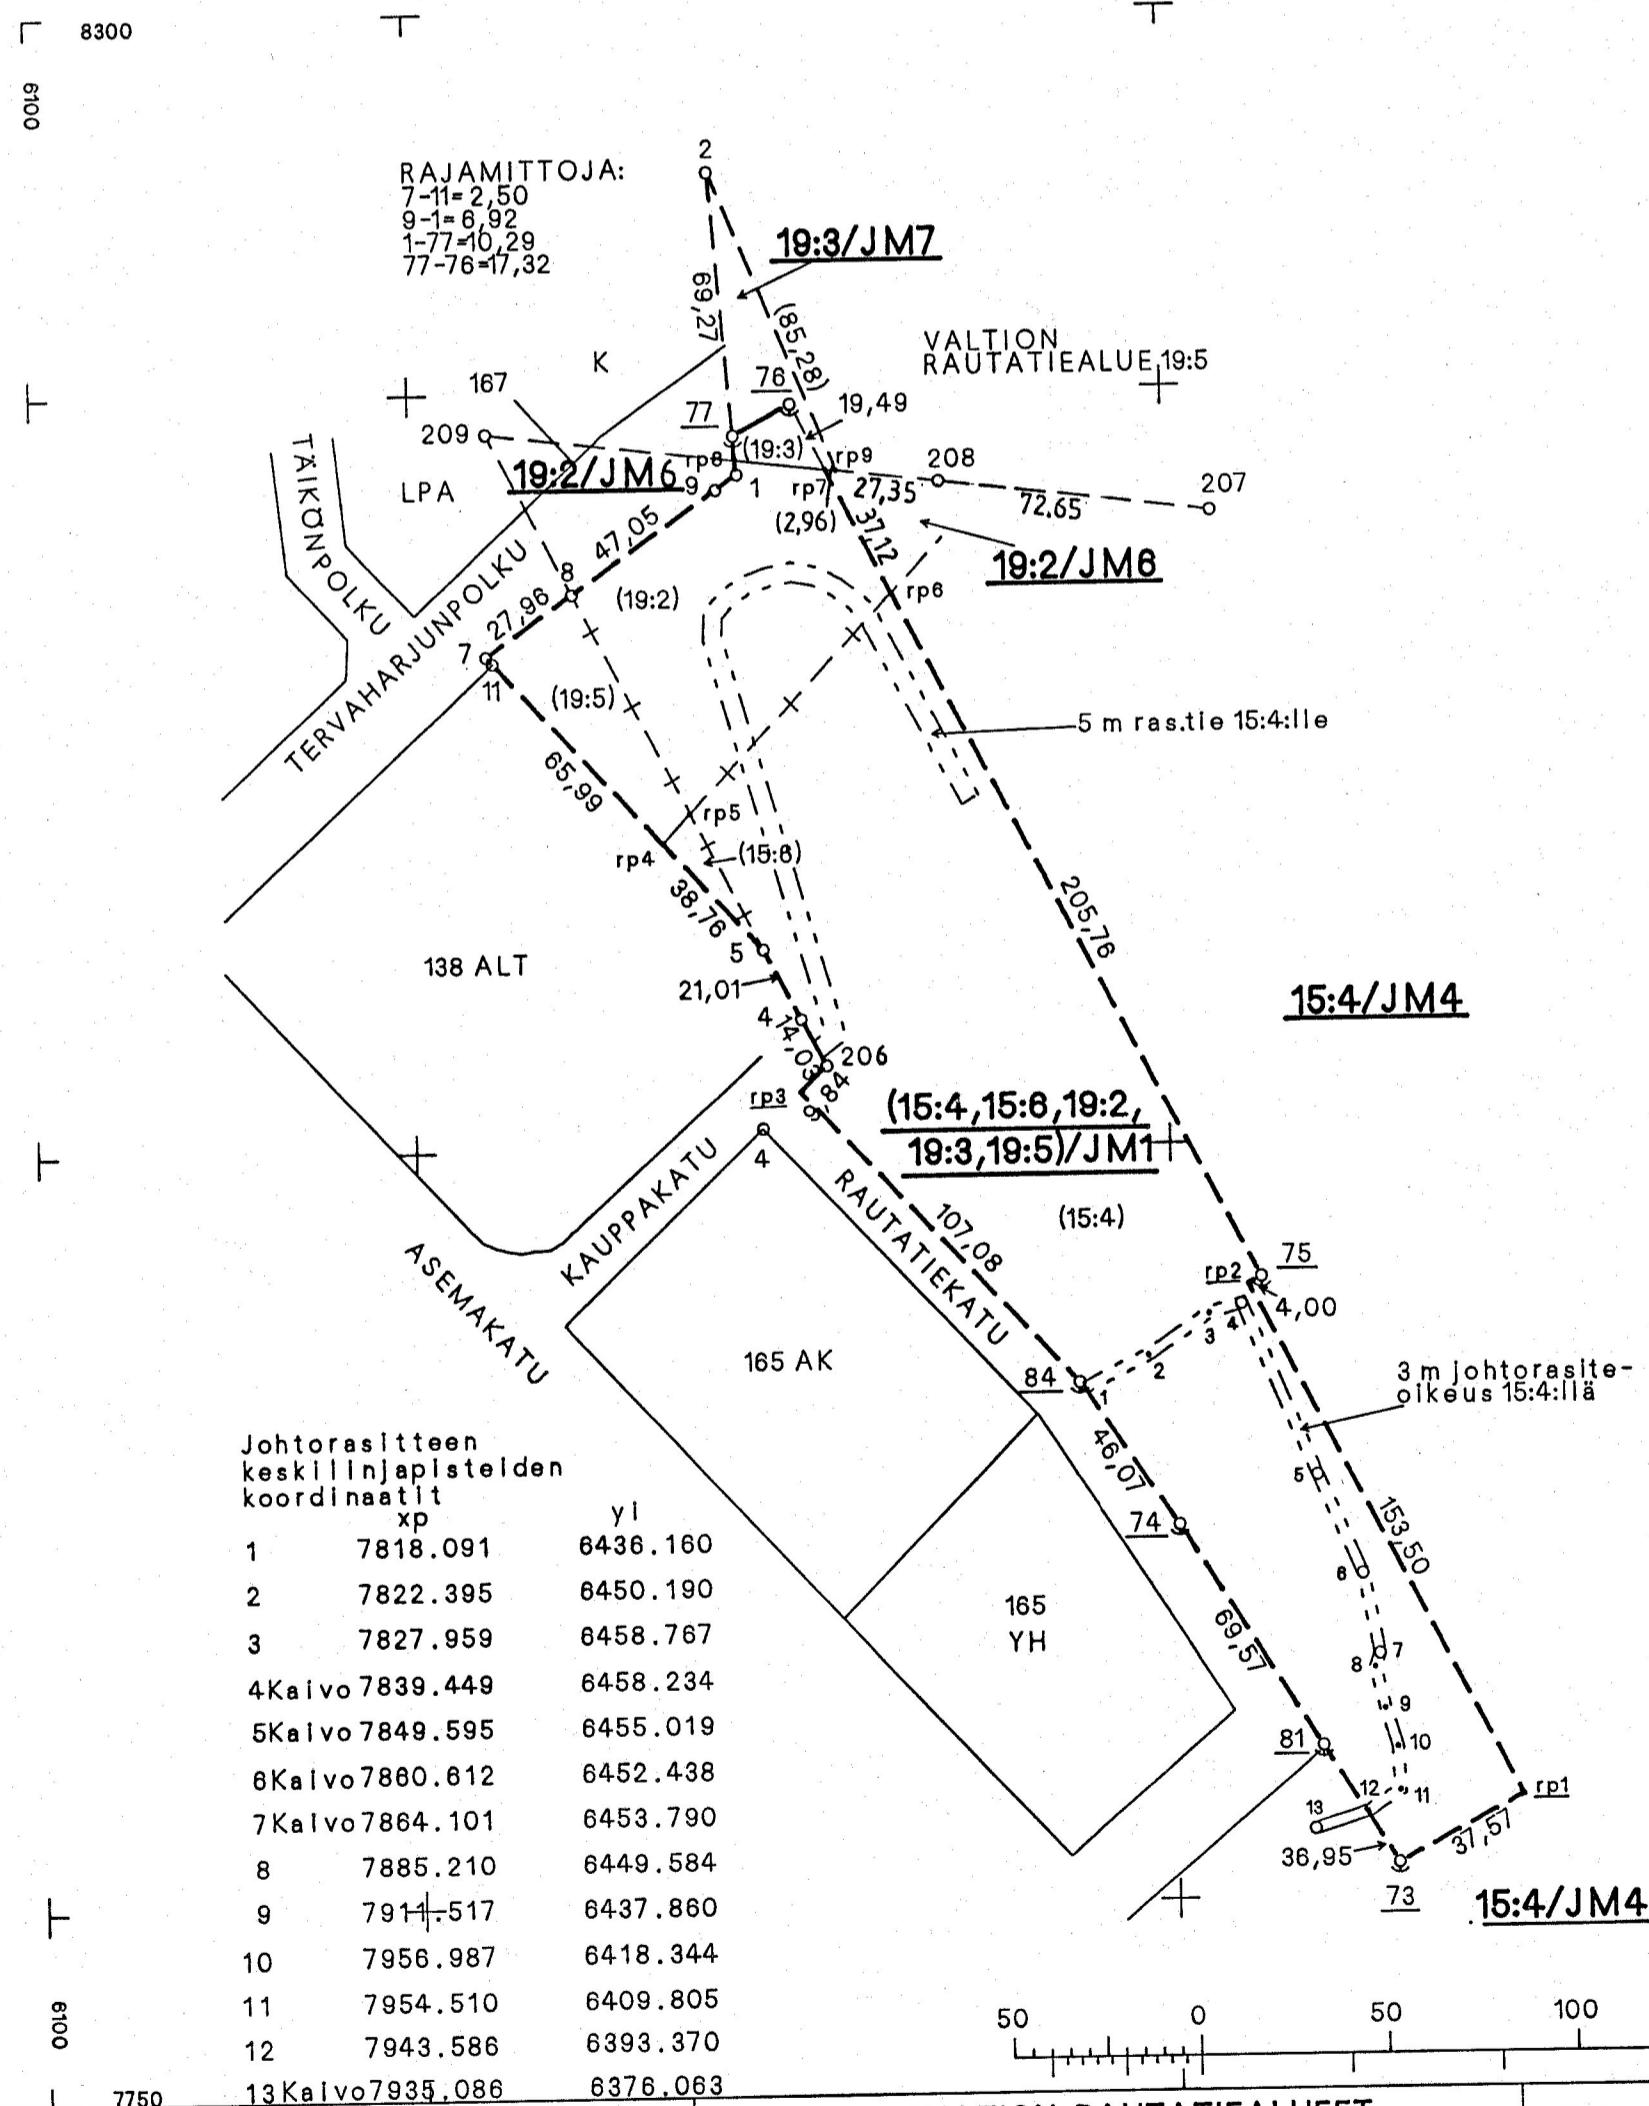 8300
6100
RAJAMITTOJA:
7-11=2,50
9-1=6,92
1-77=10,29
77-76=17,32
2
19:3/JM7
69,27
(85,28)
VALTION
RAUTATIEALUE 19:5
K
167
76
77
19,49
209
(19:3)
rp8
rp9
208
207
LPA
19:2/JM6
9
1
rp7
27,35
72.65
(2,96)
37,12
TÄIKÖNPOLKU
47,05
19:2/JM6
8
(19:2)
rp6
27,96
7
11
TERVAHARJUNPOLKU
(19:5)
5 m ras.tie 15:4:lle
65,99
rp5
rp4
(15:6)
38,76
205,76
138 ALT
5
21,01
15:4/JM4
4
14,03
206
9,84
rp3
(15:4,15:6,19:2,
19:3,19:5)/JM1
4
KAUPPAKATU
RAUTATIEKATU
107,08
(15:4)
ASEMAKATU
75
rp2
4,00
4
3
2
165 AK
84
1
3 m johtorasite-
oikeus 15:4:llä
46,07
5
153,50
74
6
165
YH
69,57
8
7
9
81
10
12
11
rp1
13
37,57
36,95
73
15:4/JM4
Johtorasitteen
keskilinjapisteiden
koordinaatit
xp yi
1 7818.091 6436.160
2 7822.395 6450.190
3 7827.959 6458.767
4Kaivo 7839.449 6458.234
5Kaivo 7849.595 6455.019
6Kaivo 7860.612 6452.438
7Kaivo 7864.101 6453.790
8 7885.210 6449.584
9 7911.517 6437.860
10 7956.987 6418.344
11 7954.510 6409.805
12 7943.586 6393.370
13Kaivo 7935.086 6376.063
6100
7750
50 0 50 100